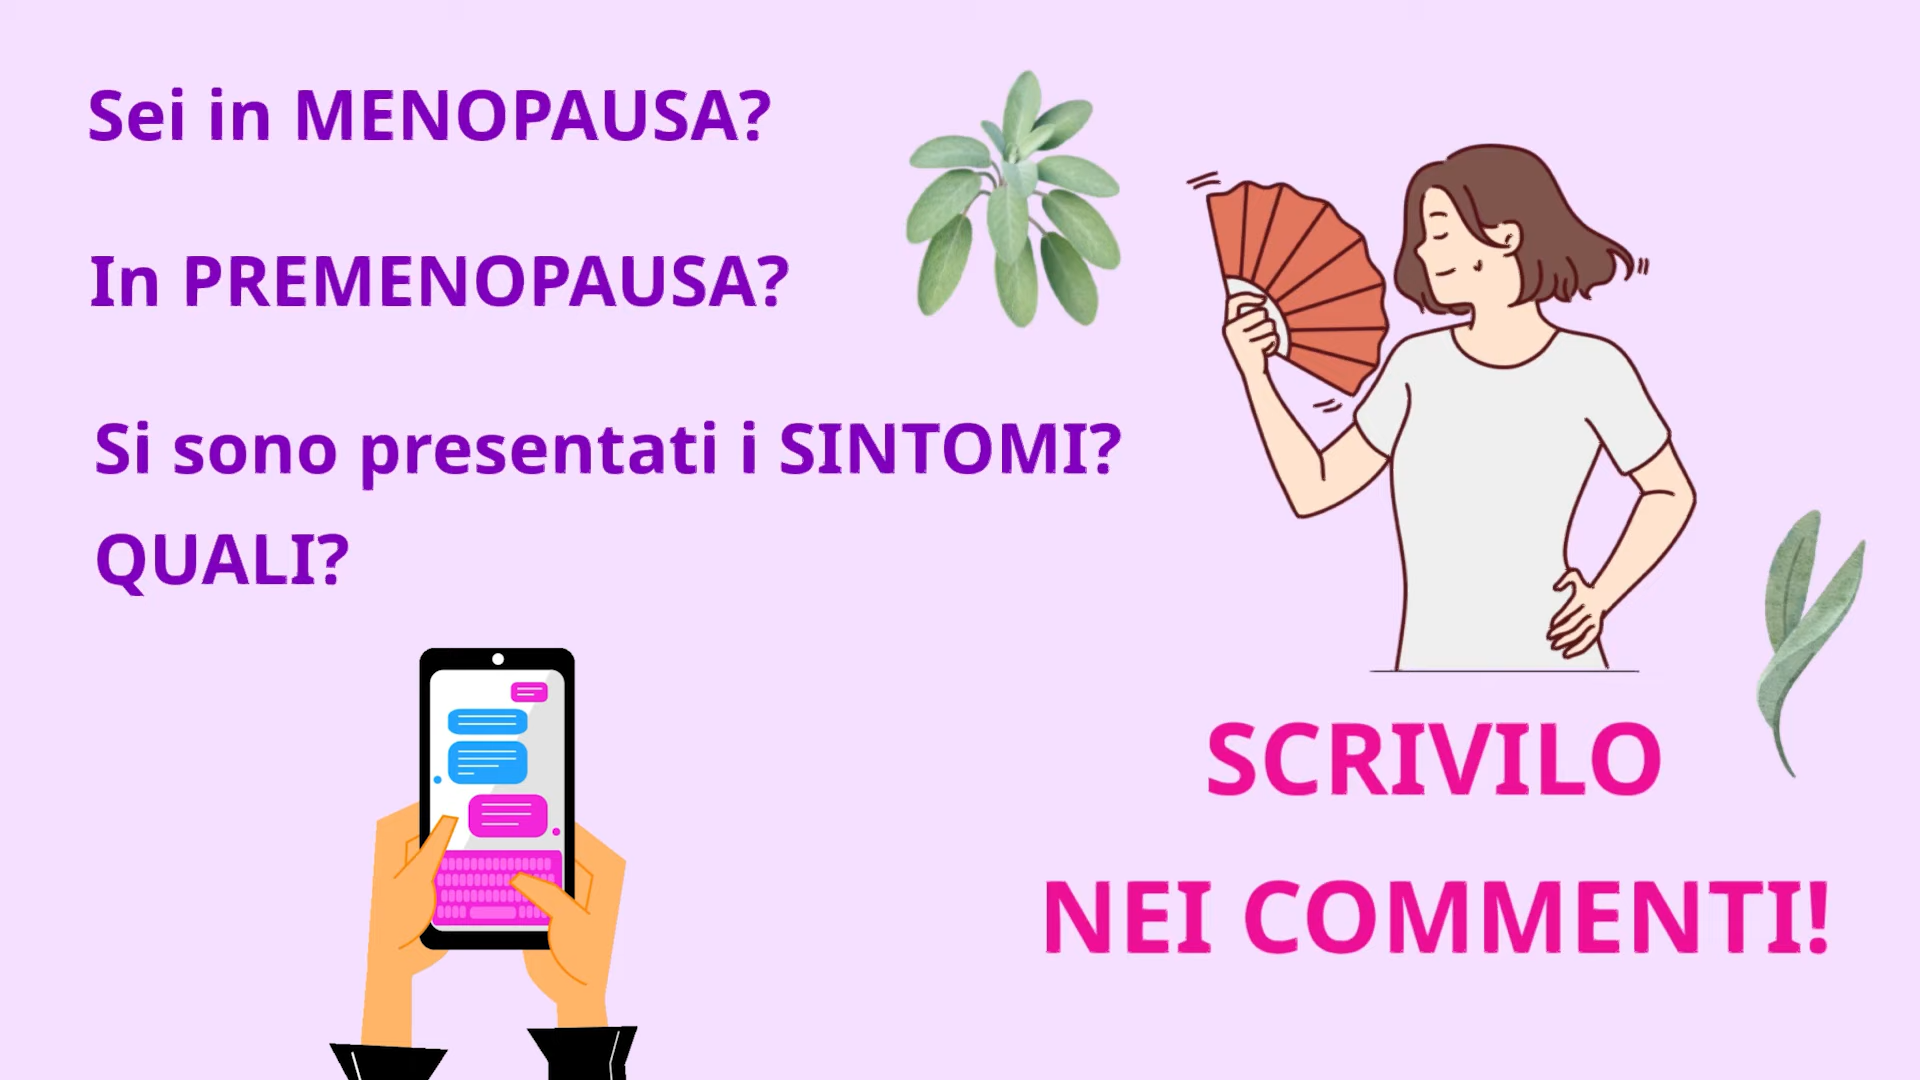 Sei in MENOPAUSA?
In PREMENOPAUSA?
Si sono presentati i SINTOMI?
QUALI?
SCRIVILO
NEI COMMENTI!